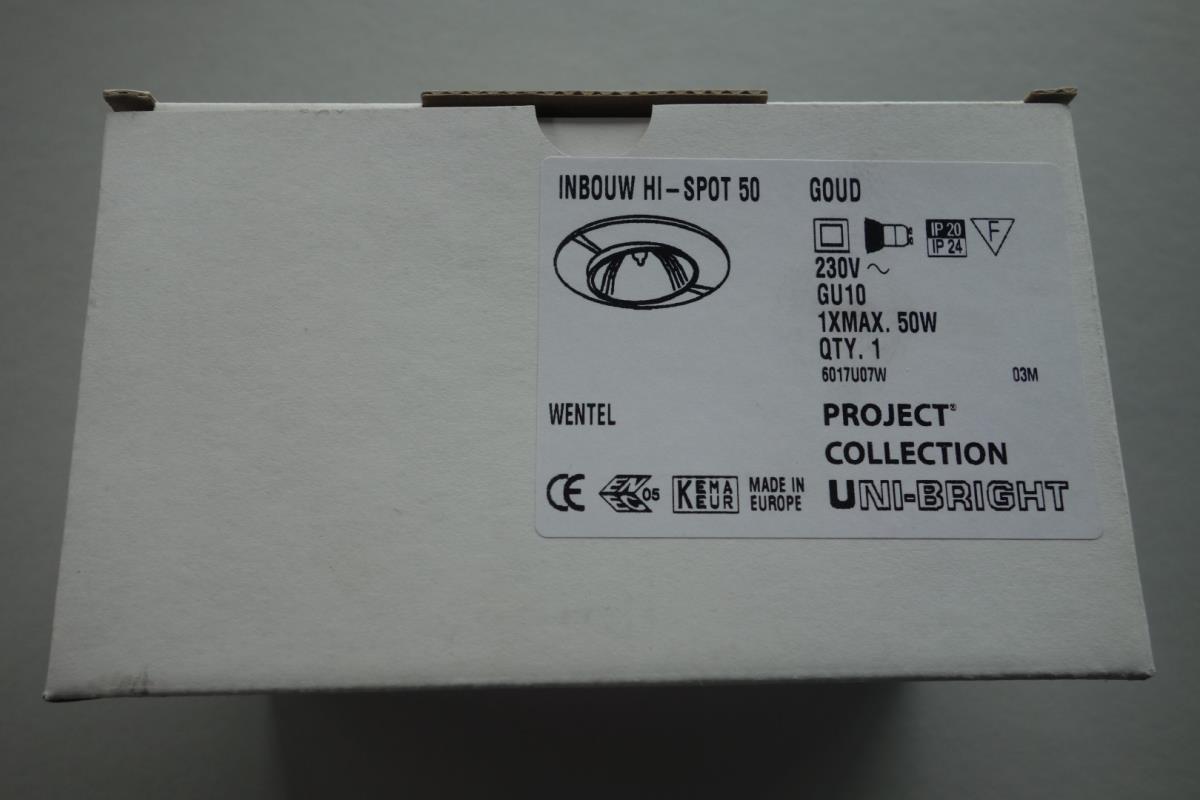 INBOUW HI-SPOT 50 GOUD
IP 20
IP 24
F
230V ~
GU10
1XMAX. 50W
QTY. 1
6017U07W 03M
WENTEL
PROJECT®
COLLECTION
CE
ENEC 05
KEMA
KEUR
MADE IN
EUROPE
UNI-BRIGHT